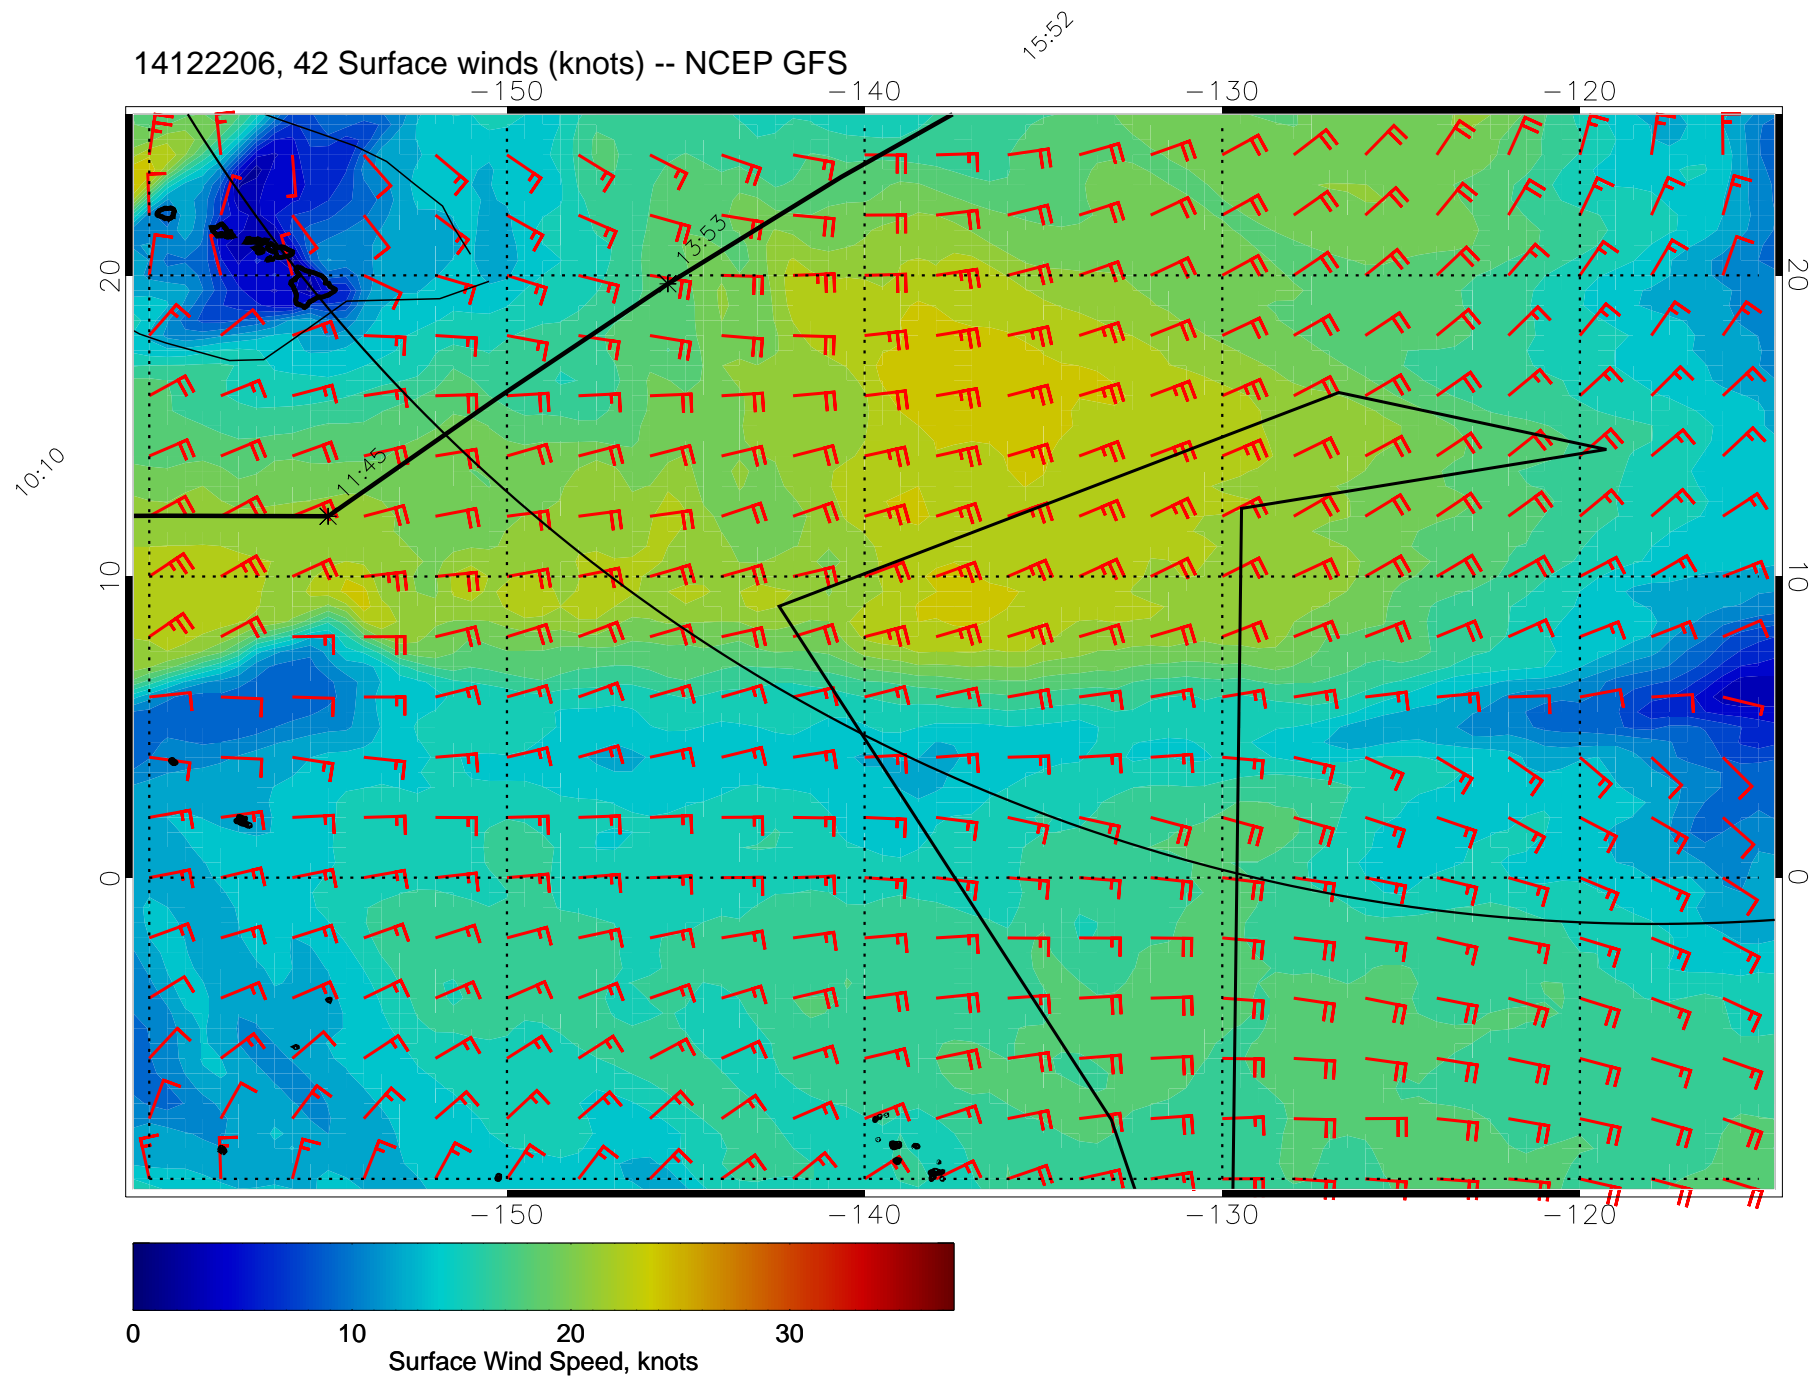 15:52
14122206, 42 Surface winds (knots) -- NCEP GFS
-150 -140 -130 -120
13:53
20 20
11:45
10:10
10 10
0 0
-150 -140 -130 -120
0 10 20 30
Surface Wind Speed, knots